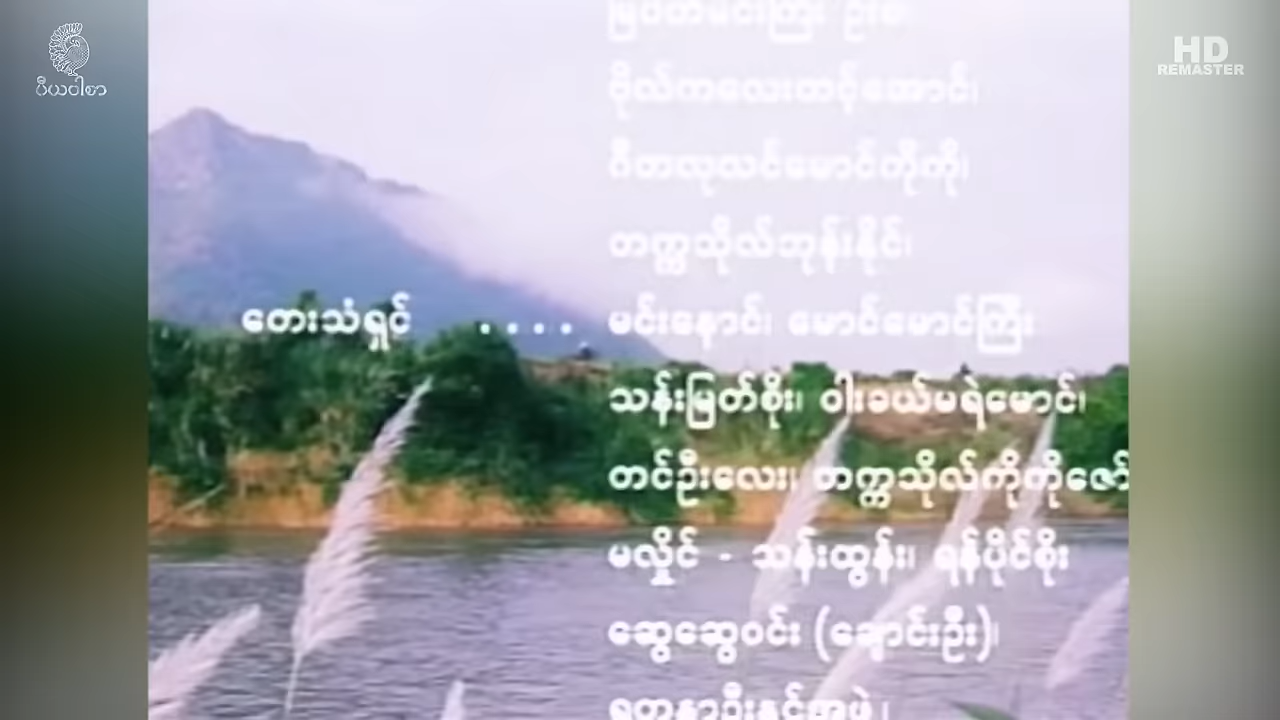 ပီယဝါစာ
HD
REMASTER
ဗိုလ်ကလေးတင့်အောင်၊
ဂီတလုလင်မောင်ကိုကို၊
တက္ကသိုလ်ဘုန်းနိုင်၊
တေးသံရှင် .... မင်းနောင်၊ မောင်မောင်ကြီး
သန်းမြတ်စိုး၊ ဝါးခယ်မရဲမောင်၊
တင်ဦးလေး၊ တက္ကသိုလ်ကိုကိုဇော်
မလှိုင် - သန်းထွန်း၊ ရန်ပိုင်စိုး
ဆွေဆွေဝင်း (ချောင်းဦး)၊